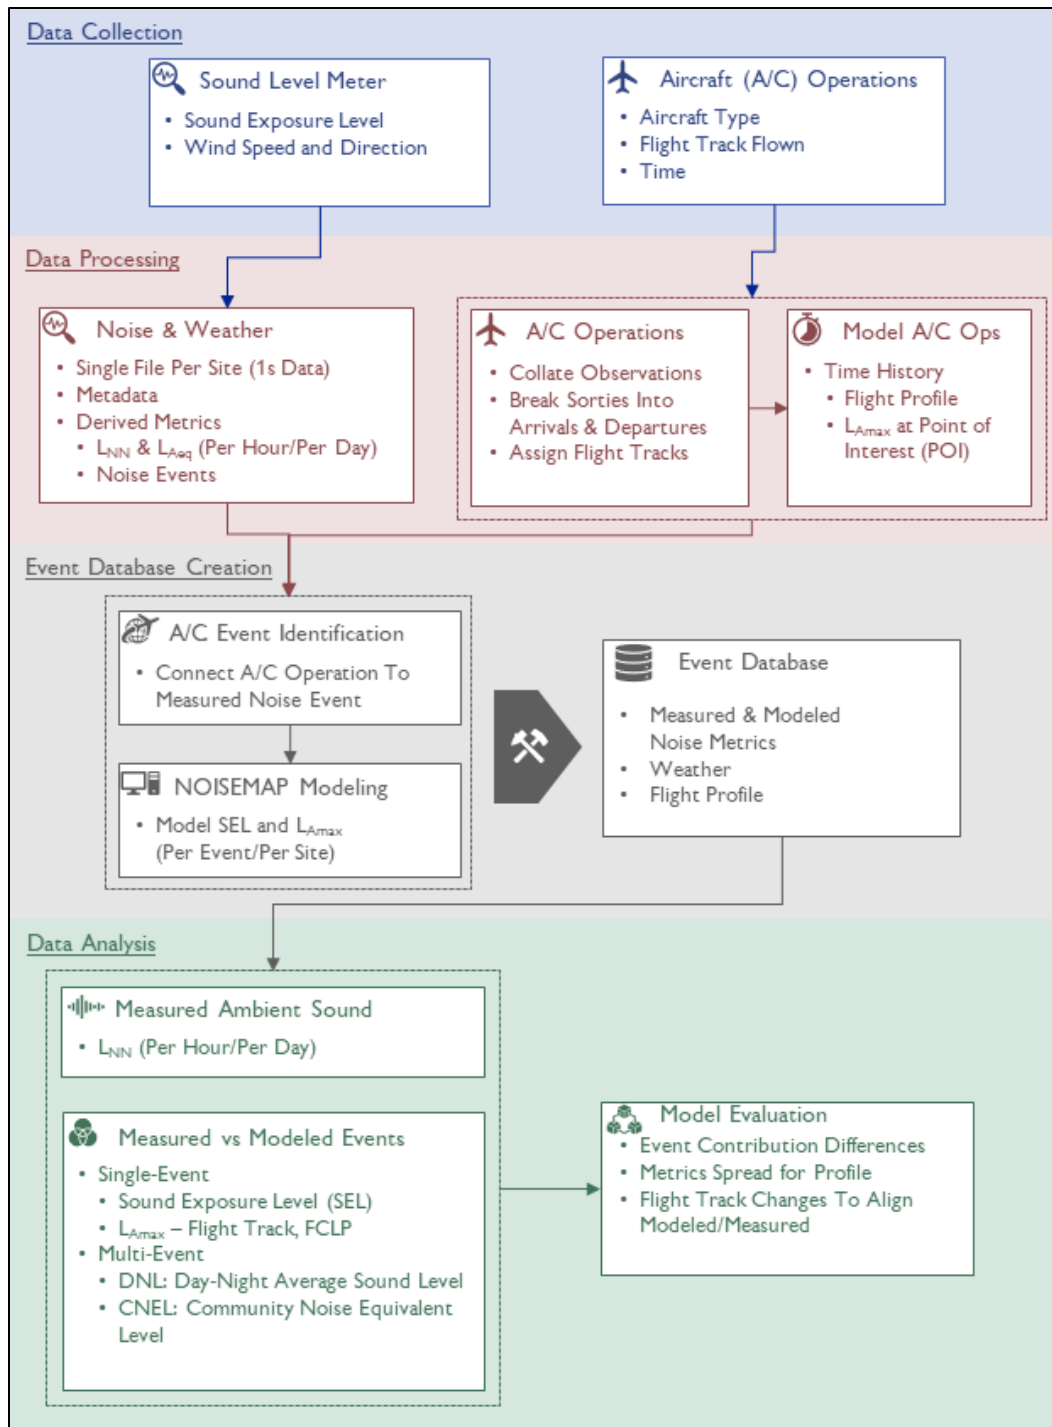 Data Collection
Sound Level Meter
• Sound Exposure Level
• Wind Speed and Direction
Aircraft (A/C) Operations
• Aircraft Type
• Flight Track Flown
• Time
Data Processing
Noise & Weather
• Single File Per Site (1s Data)
• Metadata
• Derived Metrics
• LNN & LAeq (Per Hour/Per Day)
• Noise Events
A/C Operations
• Collate Observations
• Break Sorties Into
Arrivals & Departures
• Assign Flight Tracks
Model A/C Ops
• Time History
• Flight Profile
• LAmax at Point of
Interest (POI)
Event Database Creation
A/C Event Identification
• Connect A/C Operation To
Measured Noise Event
NOISEMAP Modeling
• Model SEL and LAmax
(Per Event/Per Site)
Event Database
• Measured & Modeled
Noise Metrics
• Weather
• Flight Profile
Data Analysis
Measured Ambient Sound
• LNN (Per Hour/Per Day)
Measured vs Modeled Events
• Single-Event
• Sound Exposure Level (SEL)
• LAmax – Flight Track, FCLP
• Multi-Event
• DNL: Day-Night Average Sound Level
• CNEL: Community Noise Equivalent
Level
Model Evaluation
• Event Contribution Differences
• Metrics Spread for Profile
• Flight Track Changes To Align
Modeled/Measured